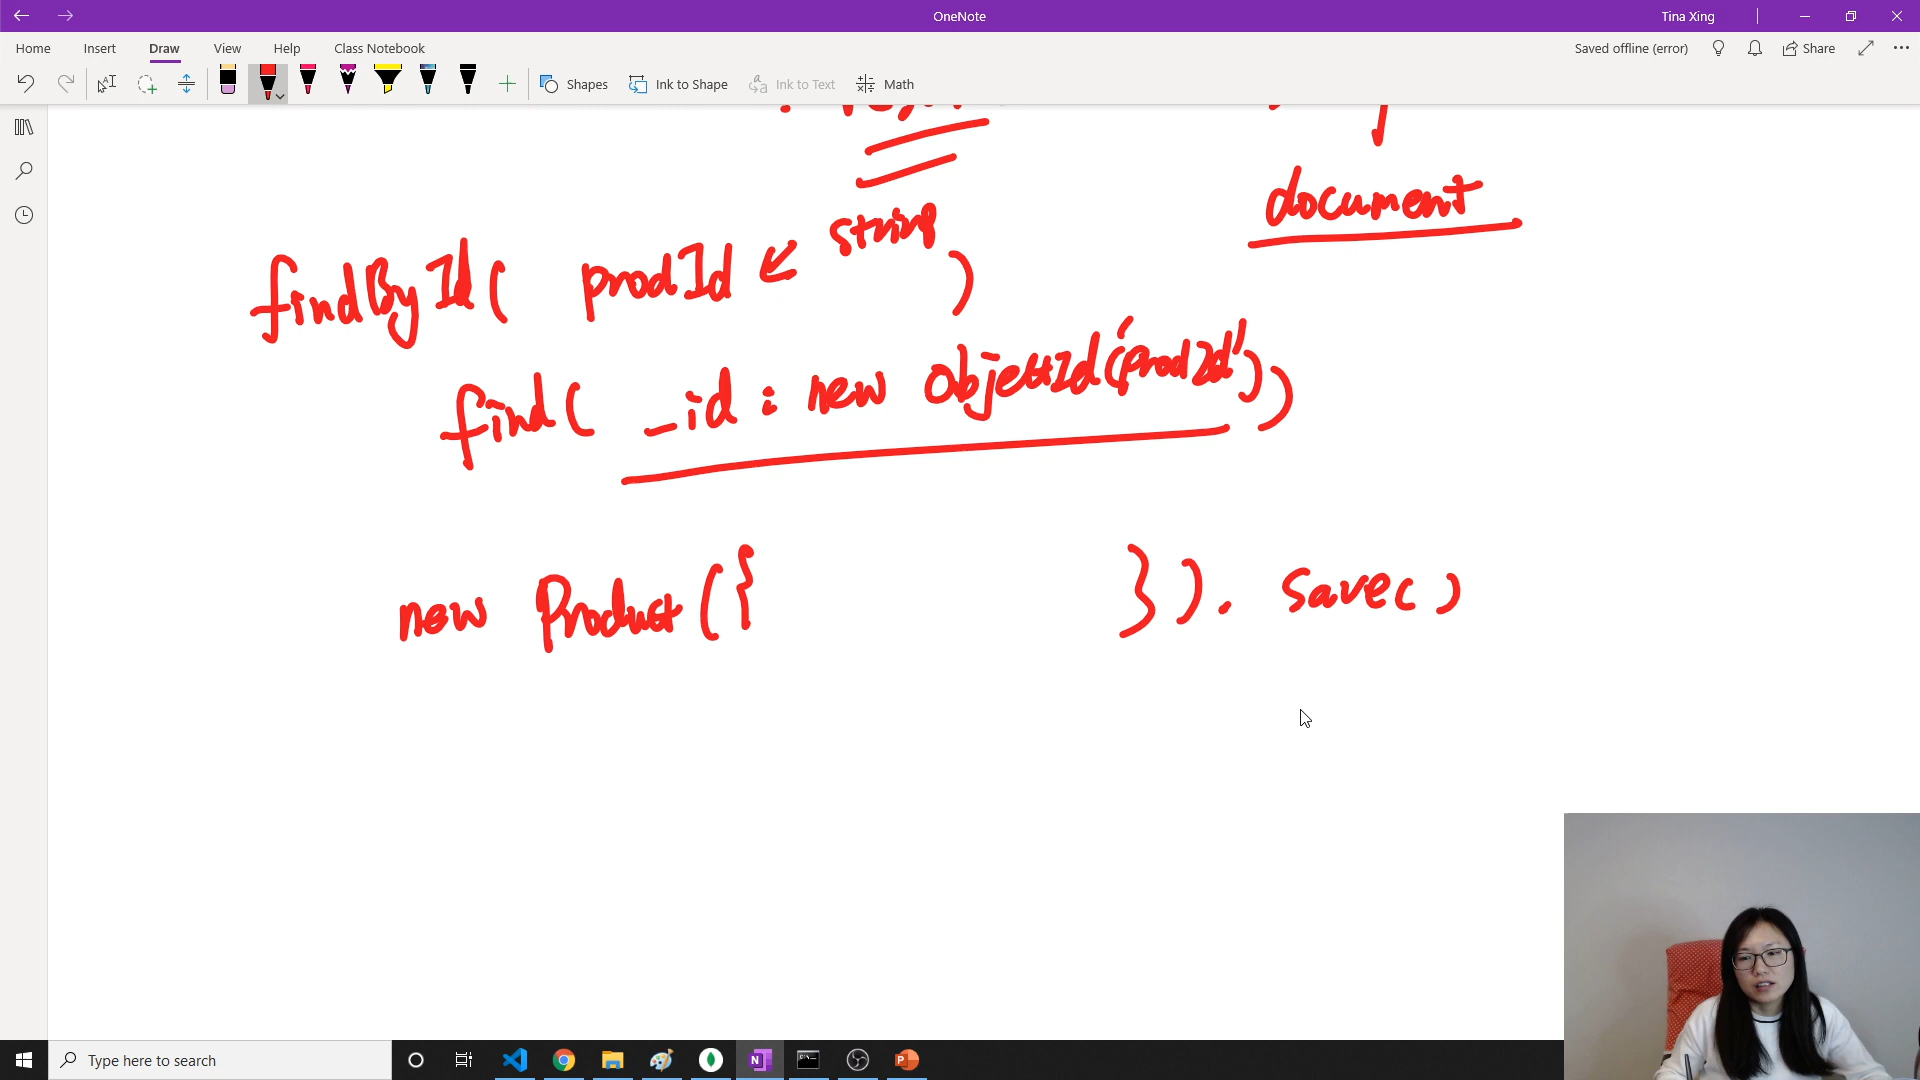 OneNote
Tina Xing
Home Insert Draw View Help Class Notebook
Saved offline (error) Share
Shapes Ink to Shape Ink to Text Math
document
string
findById( prodId )
find( _id : new ObjectId('prodId'))
new Product({ }). save()
Type here to search